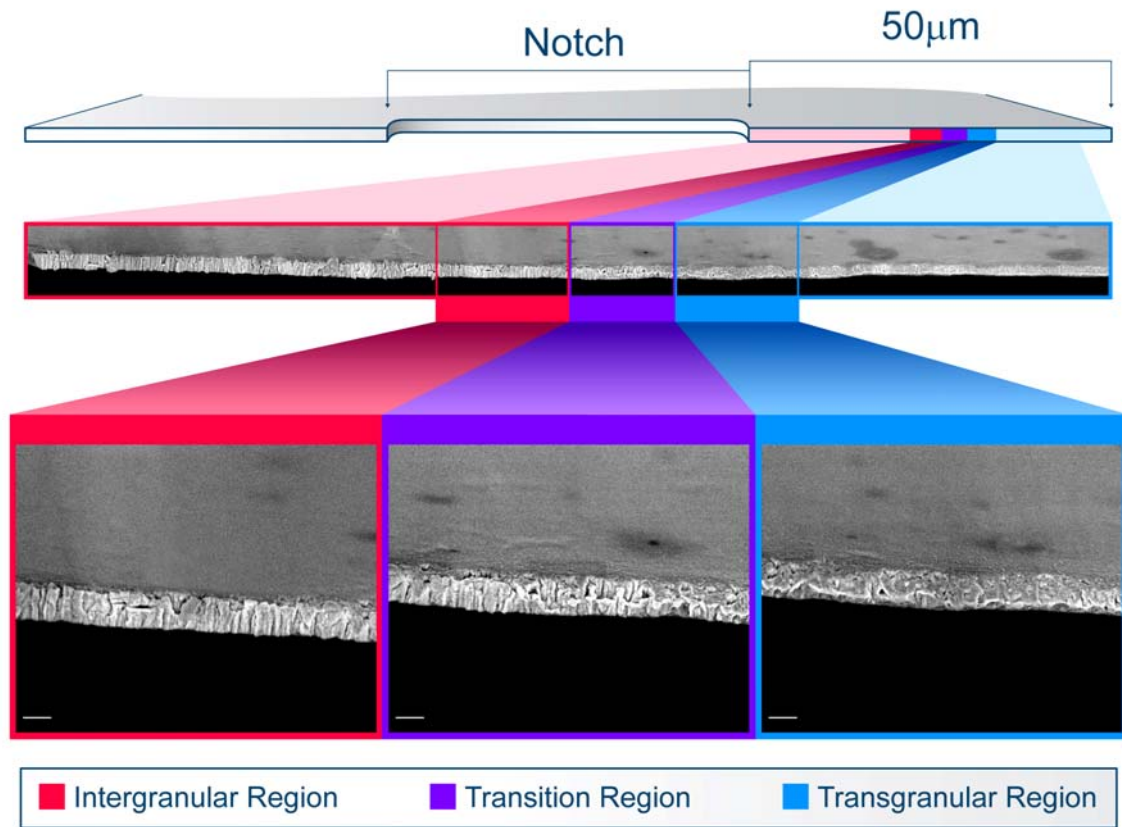 Notch
50μm
Intergranular Region
Transition Region
Transgranular Region